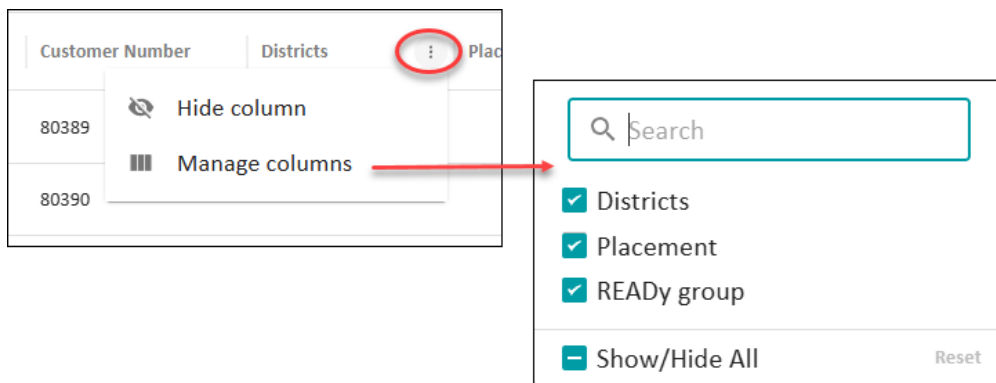 Customer Number Districts Plac
Hide column
80389
Manage columns
80390
Search
Districts
Placement
READy group
Show/Hide All Reset